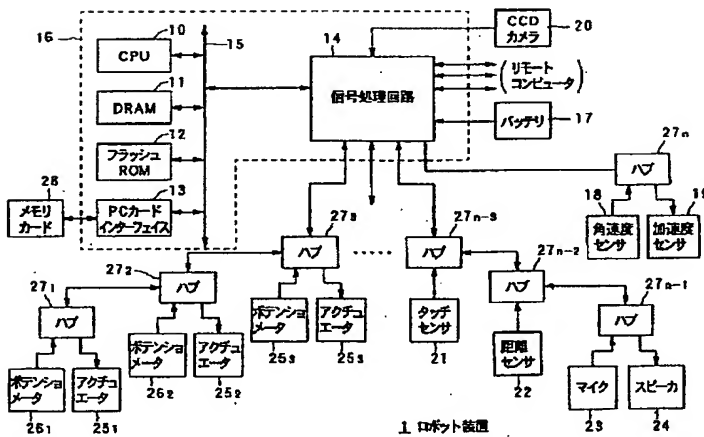 16
10
CPU
15
14
信号処理回路
CCD
カメラ
20
11
DRAM
(リモート
コンピュータ)
バッテリ
17
12
フラッシュ
ROM
13
PCカード
インターフェイス
28
メモリ
カード
27n
ハブ
18
角速度
センサ
19
加速度
センサ
273
ハブ
・・・・・
27n-3
ハブ
27n-2
ハブ
27n-1
ハブ
272
ハブ
271
ハブ
ポテンショ
メータ
261
アクチュ
エータ
251
ポテンショ
メータ
262
アクチュ
エータ
252
ポテンショ
メータ
253
アクチュ
エータ
253
タッチ
センサ
21
距離
センサ
22
マイク
23
スピーカ
24
1 ロボット装置